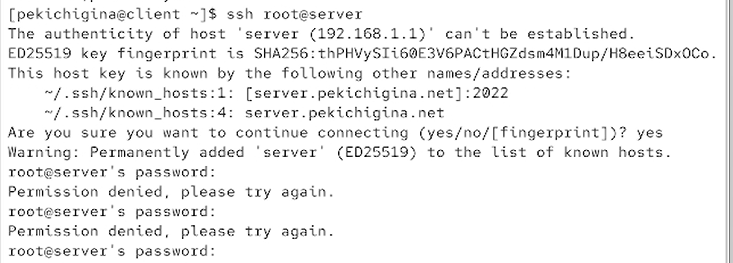 [pekichigina@client ~]$ ssh root@server
The authenticity of host 'server (192.168.1.1)' can't be established.
ED25519 key fingerprint is SHA256:thPHVySIi60E3V6PACtHGZdsm4M1Dup/H8eeiSDxOCo.
This host key is known by the following other names/addresses:
    ~/.ssh/known_hosts:1: [server.pekichigina.net]:2022
    ~/.ssh/known_hosts:4: server.pekichigina.net
Are you sure you want to continue connecting (yes/no/[fingerprint])? yes
Warning: Permanently added 'server' (ED25519) to the list of known hosts.
root@server's password:
Permission denied, please try again.
root@server's password:
Permission denied, please try again.
root@server's password: